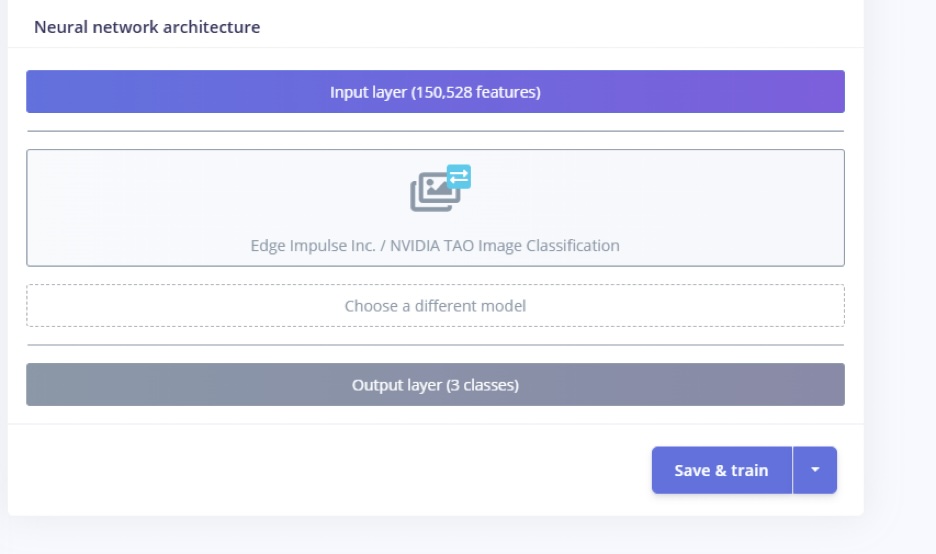 Neural network architecture
Input layer (150,528 features)
Edge Impulse Inc. / NVIDIA TAO Image Classification
Choose a different model
Output layer (3 classes)
Save & train